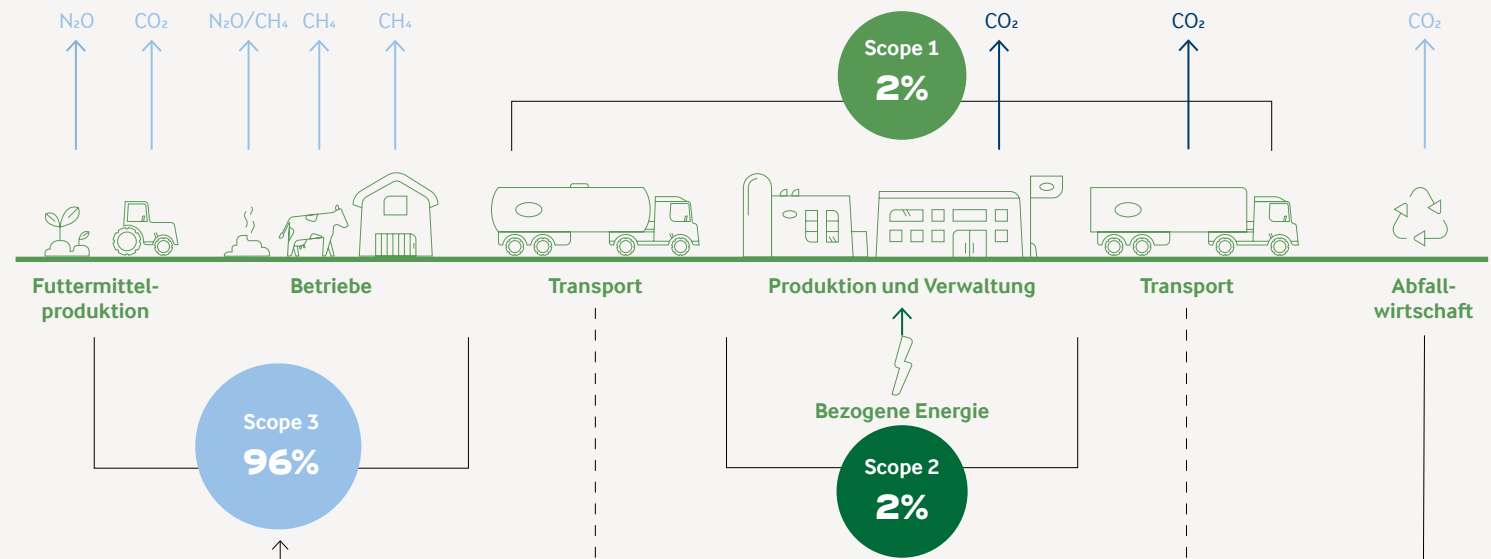 N₂O
CO₂
N₂O/CH₄
CH₄
CH₄
Scope 1
2%
CO₂
CO₂
CO₂
Futtermittel-
produktion
Betriebe
Transport
Produktion und Verwaltung
Transport
Abfall-
wirtschaft
Bezogene Energie
Scope 3
96%
Scope 2
2%